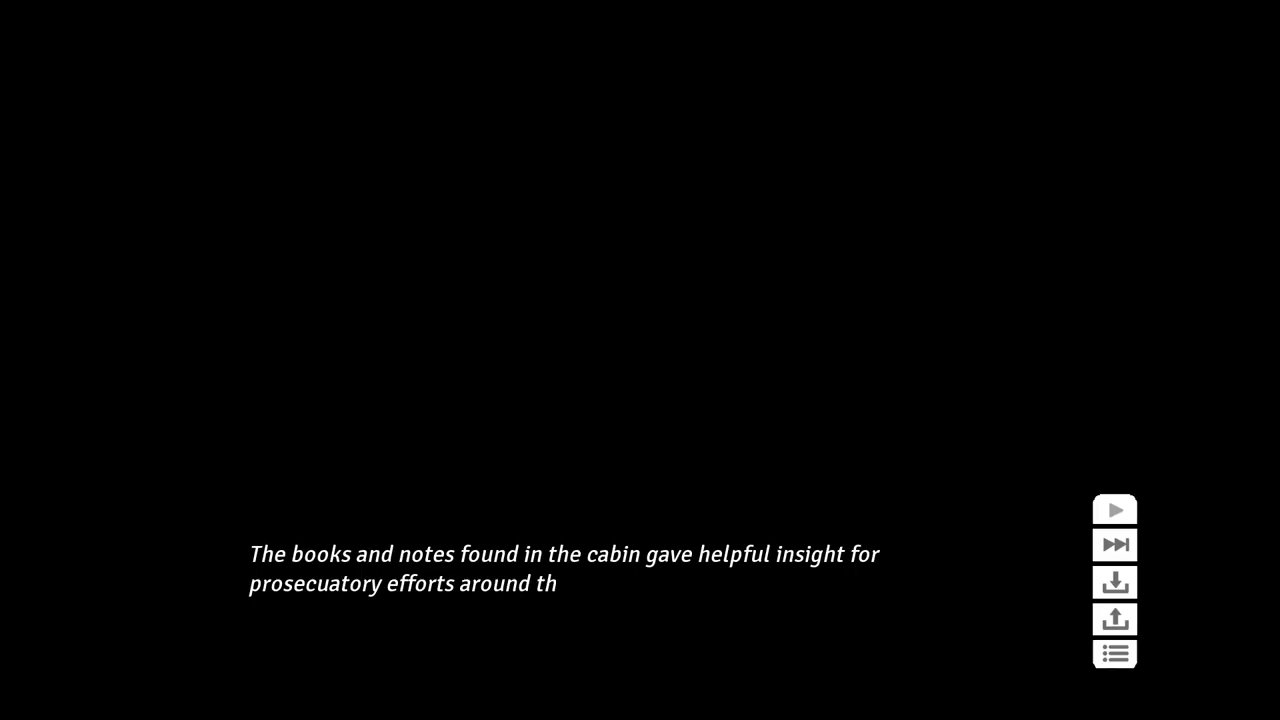 The books and notes found in the cabin gave helpful insight for
prosecuatory efforts around th